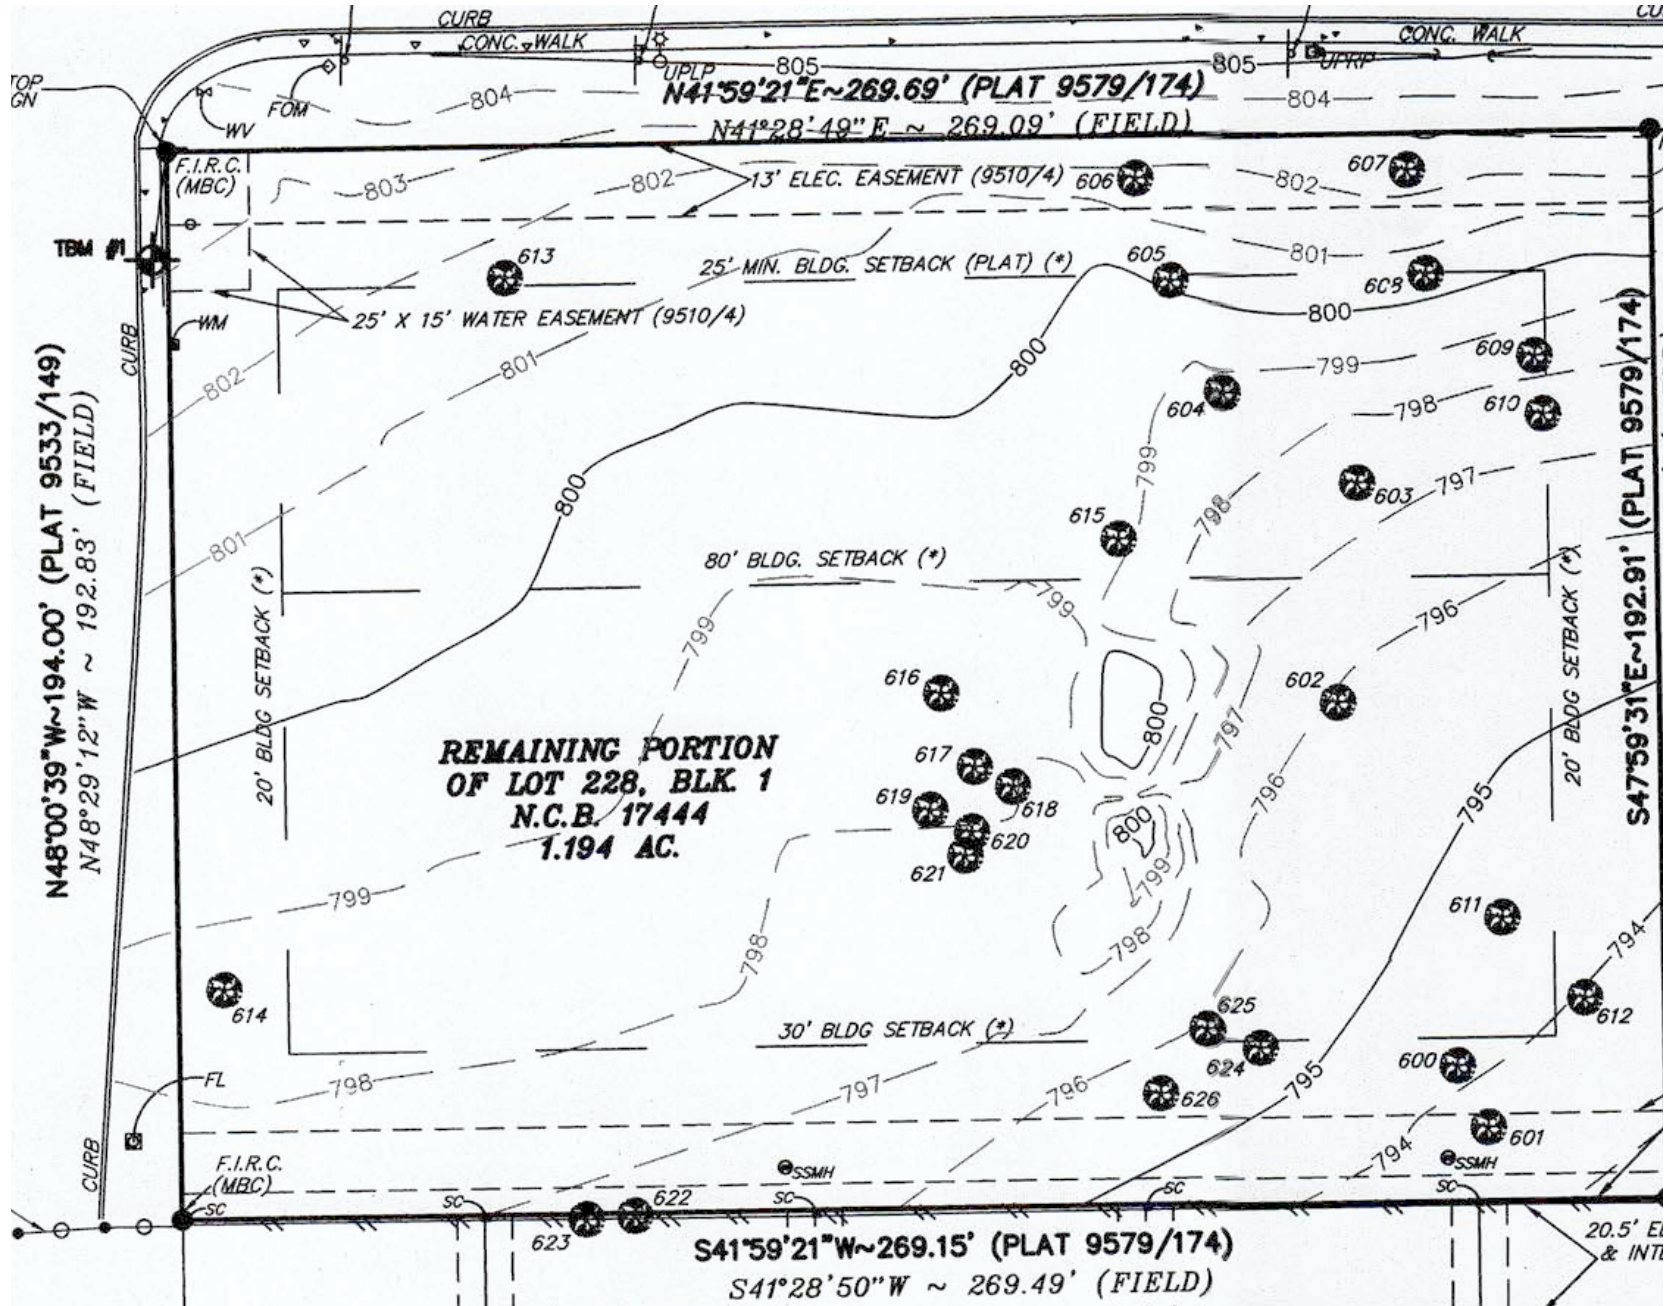 CURB
CONC. WALK
CONC. WALK
TOP
GN
FOM
WV
UPLP
805
805
UPRP
804
804
N41°59'21"E~269.69' (PLAT 9579/174)
N41°28'49"E ~ 269.09' (FIELD)
F.I.R.C.
(MBC)
803
802
13' ELEC. EASEMENT (9510/4)
606
802
607
TBM #1
613
25' MIN. BLDG. SETBACK (PLAT) (*)
605
801
608
25' X 15' WATER EASEMENT (9510/4)
WM
CURB
800
800
802
801
799
609
604
798
610
N48°00'39"W~194.00' (PLAT 9533/149)
N48°29'12"W ~ 192.83' (FIELD)
S47°59'31"E~192.91' (PLAT 9579/174)
800
799
603
797
615
798
801
80' BLDG. SETBACK (*)
20' BLDG SETBACK (*)
20' BLDG SETBACK (*)
799
799
796
616
602
800
797
REMAINING PORTION
OF LOT 228, BLK. 1
N.C.B. 17444
1.194 AC.
617
618
619
620
621
796
795
800
799
799
798
798
611
794
614
625
612
30' BLDG SETBACK (*)
624
600
FL
798
797
796
626
795
601
CURB
F.I.R.C.
(MBC)
SSMH
794
SSMH
SC
SC
SC
SC
SC
622
623
S41°59'21"W~269.15' (PLAT 9579/174)
S41°28'50"W ~ 269.49' (FIELD)
20.5' EL
& INT